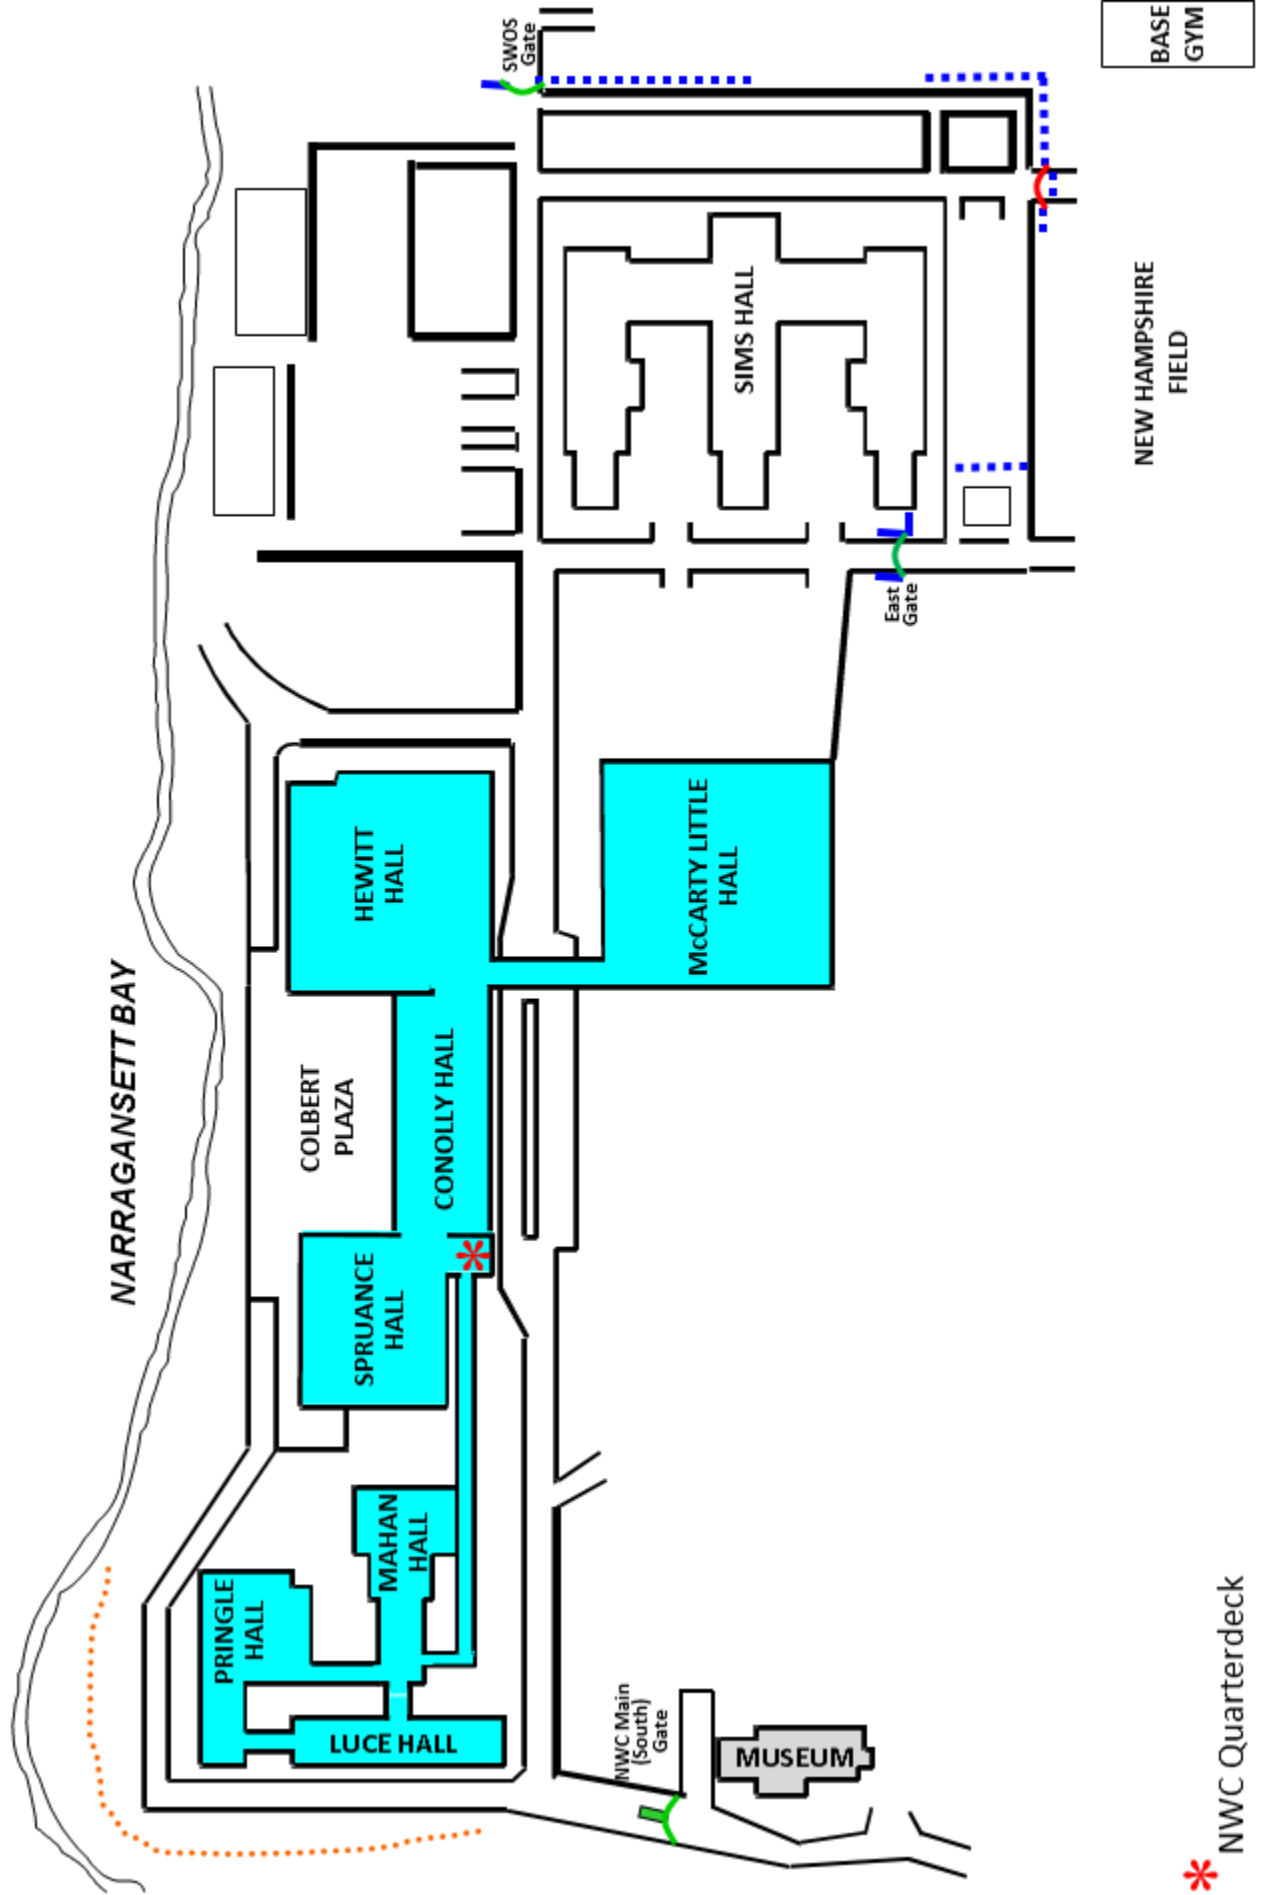 SWOS
Gate
BASE
GYM
SIMS HALL
NEW HAMPSHIRE
FIELD
East
Gate
HEWITT
HALL
McCARTY LITTLE
HALL
NARRAGANSETT BAY
COLBERT
PLAZA
CONOLLY HALL
*
SPRUANCE
HALL
MAHAN
HALL
PRINGLE
HALL
LUCE HALL
NWC Main
(South)
Gate
MUSEUM
* NWC Quarterdeck